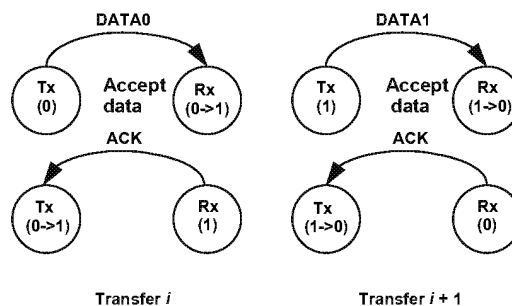 DATA0
Tx
(0)
Accept
data
Rx
(0->1)
ACK
Tx
(0->1)
Rx
(1)
Transfer i
DATA1
Tx
(1)
Accept
data
Rx
(1->0)
ACK
Tx
(1->0)
Rx
(0)
Transfer i + 1